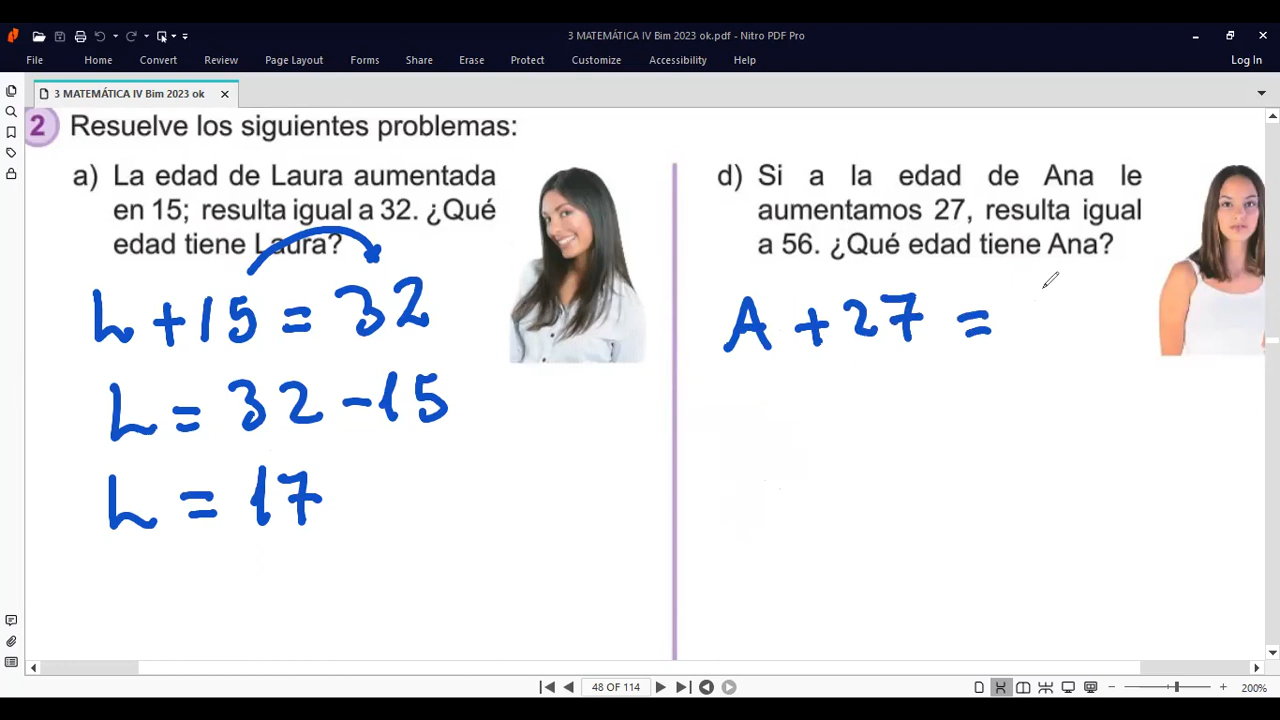 3 MATEMÁTICA IV Bim 2023 ok.pdf - Nitro PDF Pro
File Home Convert Review Page Layout Forms Share Erase Protect Customize Accessibility Help Log In
3 MATEMÁTICA IV Bim 2023 ok
2 Resuelve los siguientes problemas:
a) La edad de Laura aumentada
en 15; resulta igual a 32. ¿Qué
edad tiene Laura?
L + 15 = 32
L = 32 - 15
L = 17
d) Si a la edad de Ana le
aumentamos 27, resulta igual
a 56. ¿Qué edad tiene Ana?
A + 27 =
48 OF 114
200%